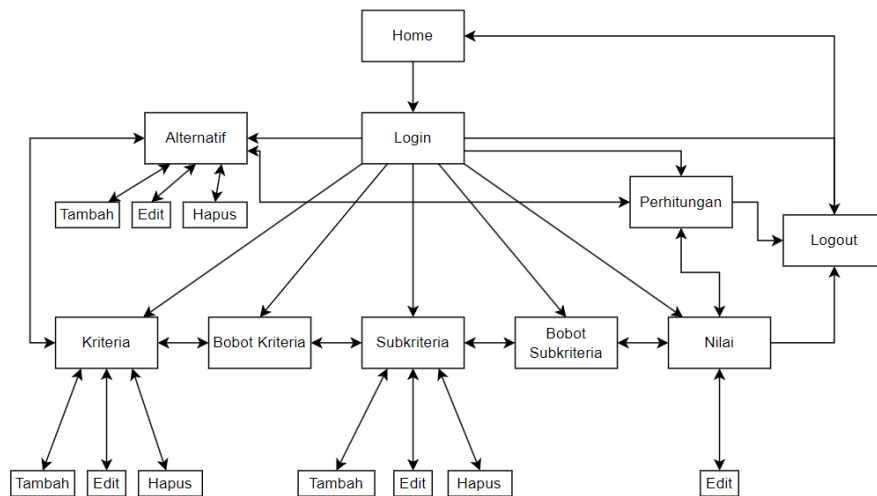 Home
Alternatif
Login
Tambah
Edit
Hapus
Perhitungan
Logout
Kriteria
Bobot Kriteria
Subkriteria
Bobot
Subkriteria
Nilai
Tambah
Edit
Hapus
Tambah
Edit
Hapus
Edit